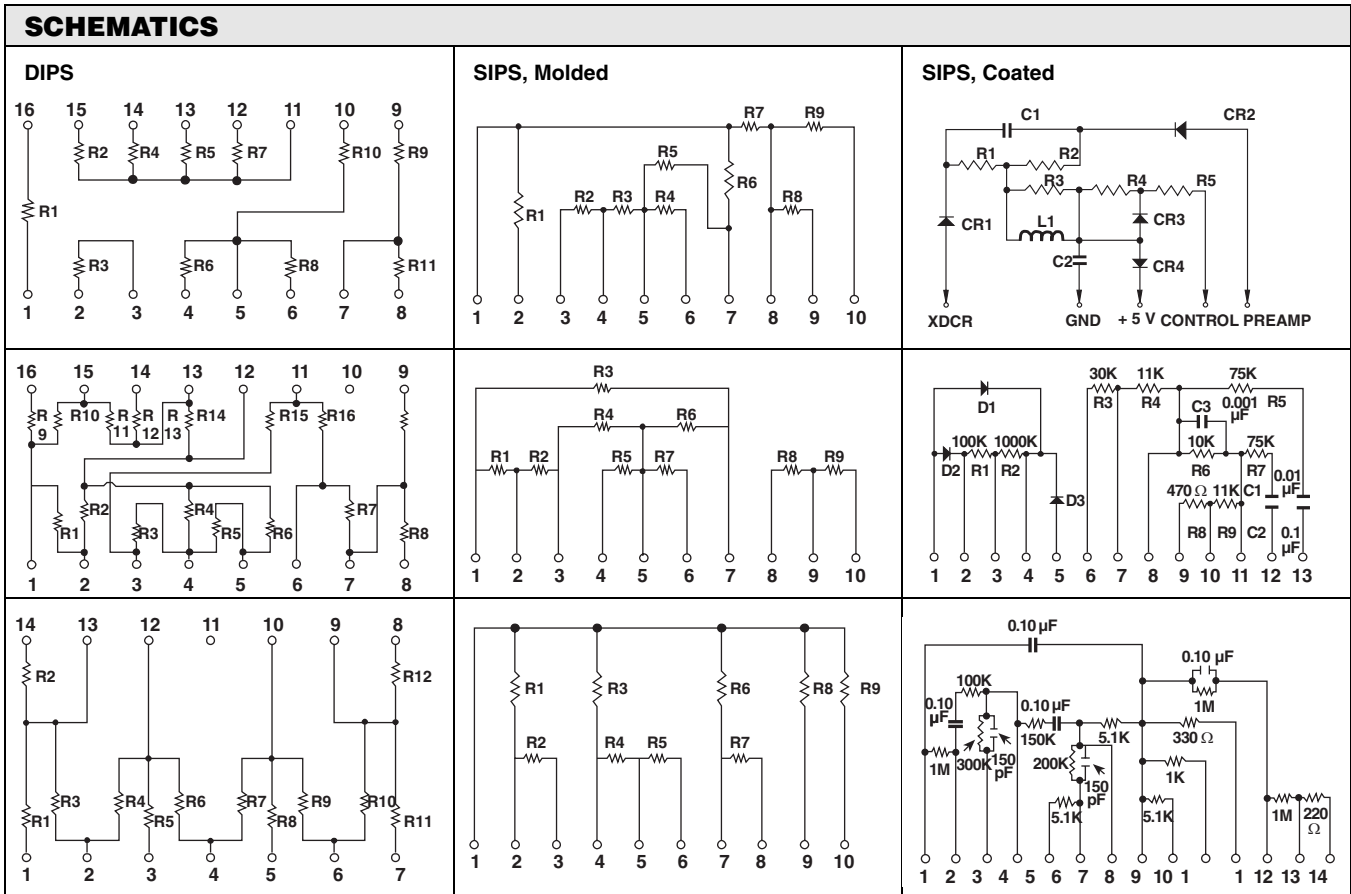 SCHEMATICS
DIPS
16 15 14 13 12 11 10 9
R2 R4 R5 R7 R10 R9
R1
R3 R6 R8 R11
1 2 3 4 5 6 7 8
SIPS, Molded
R7 R9
R5
R6
R2 R3 R4 R8
R1
1 2 3 4 5 6 7 8 9 10
SIPS, Coated
C1 CR2
R1 R2
R3 R4 R5
CR1 L1 CR3
C2 CR4
XDCR GND + 5 V CONTROL PREAMP
16 15 14 13 12 11 10 9
R 9 R10 R 11 R 12 R 13 R14 R15 R16
R2 R4 R7
R1 R3 R5 R6 R8
1 2 3 4 5 6 7 8
R3
R4 R6
R1 R2 R5 R7 R8 R9
1 2 3 4 5 6 7 8 9 10
30K 11K 75K
D1 R3 R4 0.001 µF R5
C3
100K 1000K 10K 75K
D2 R1 R2 R6 R7
470 Ω 11K C1 0.01 µF
D3
R8 R9 C2 0.1 µF
1 2 3 4 5 6 7 8 9 10 11 12 13
14 13 12 11 10 9 8
R2 R12
R3 R4 R6 R7 R9 R10
R1 R5 R8 R11
1 2 3 4 5 6 7
R1 R3 R6 R8 R9
R2 R4 R5 R7
1 2 3 4 5 6 7 8 9 10
0.10 µF
0.10 µF
100K
1M
0.10 µF 0.10 µF
150K 5.1K 330 Ω
1M 300K 150 pF 200K 1K
150 pF
5.1K 5.1K 1M 220 Ω
1 2 3 4 5 6 7 8 9 10 1 1 12 13 14